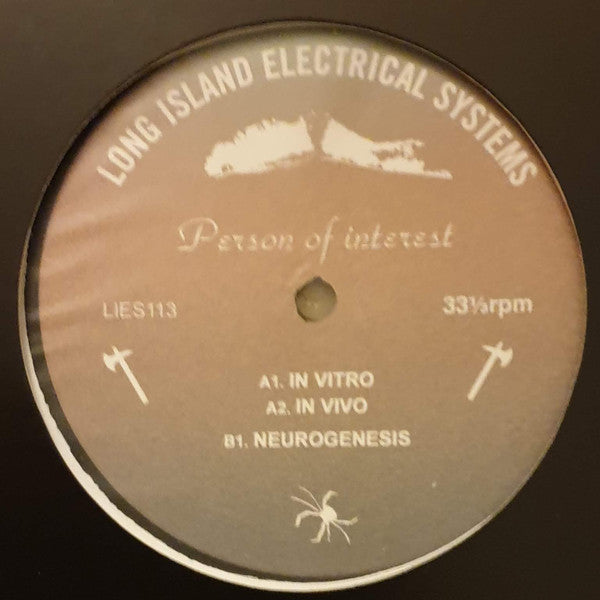 LONG ISLAND ELECTRICAL SYSTEMS
Person of interest
LIES113
33⅓rpm
A1. IN VITRO
A2. IN VIVO
B1. NEUROGENESIS